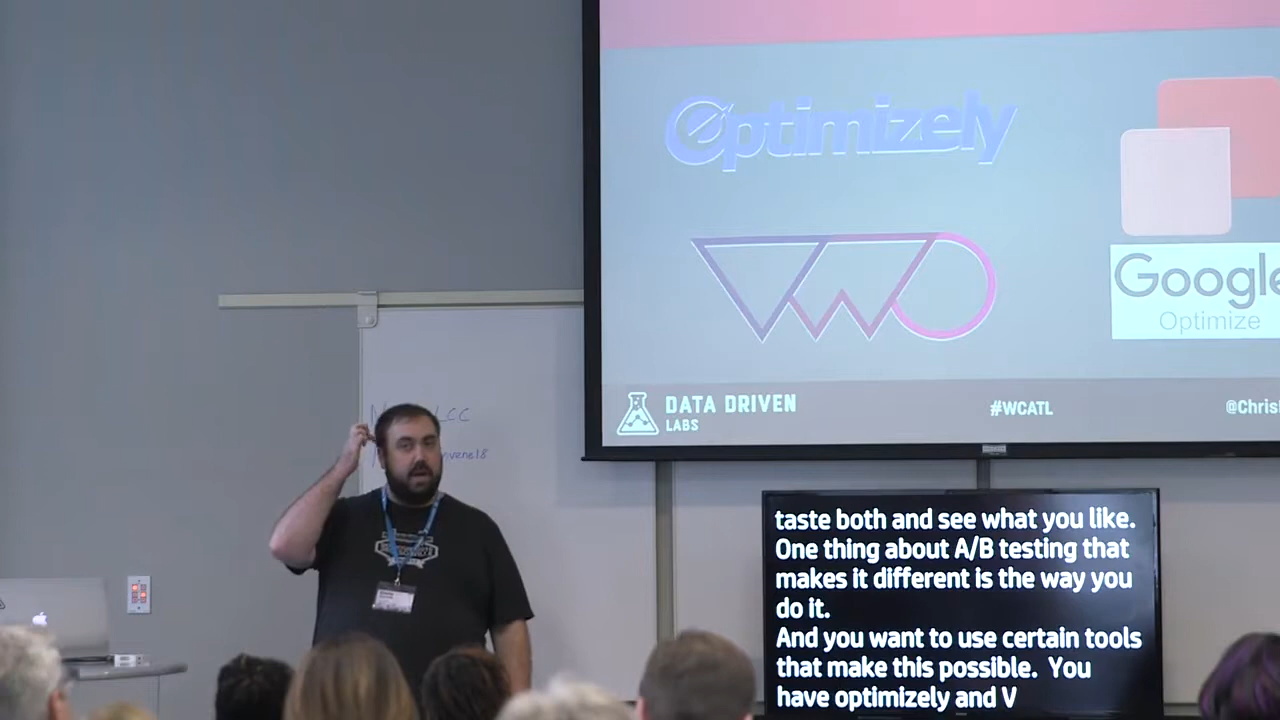 Optimizely
VWO
Google
Optimize
DATA DRIVEN
LABS
#WCATL
@Chris
LCC
taste both and see what you like.
One thing about A/B testing that
makes it different is the way you
do it.
And you want to use certain tools
that make this possible.  You
have optimizely and V